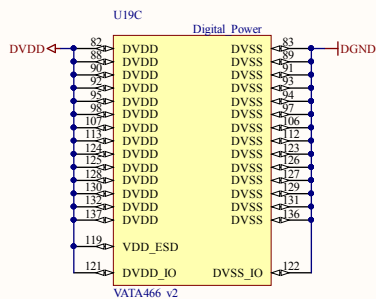 U19C
Digital_Power
DVDD 82 DVDD DVSS 83 DGND
88 DVDD DVSS 89
90 DVDD DVSS 91
92 DVDD DVSS 93
95 DVDD DVSS 94
98 DVDD DVSS 97
107 DVDD DVSS 106
113 DVDD DVSS 112
124 DVDD DVSS 123
125 DVDD DVSS 126
128 DVDD DVSS 127
130 DVDD DVSS 129
132 DVDD DVSS 131
137 DVDD DVSS 136
119 VDD_ESD
121 DVDD_IO DVSS_IO 122
VATA466_v2